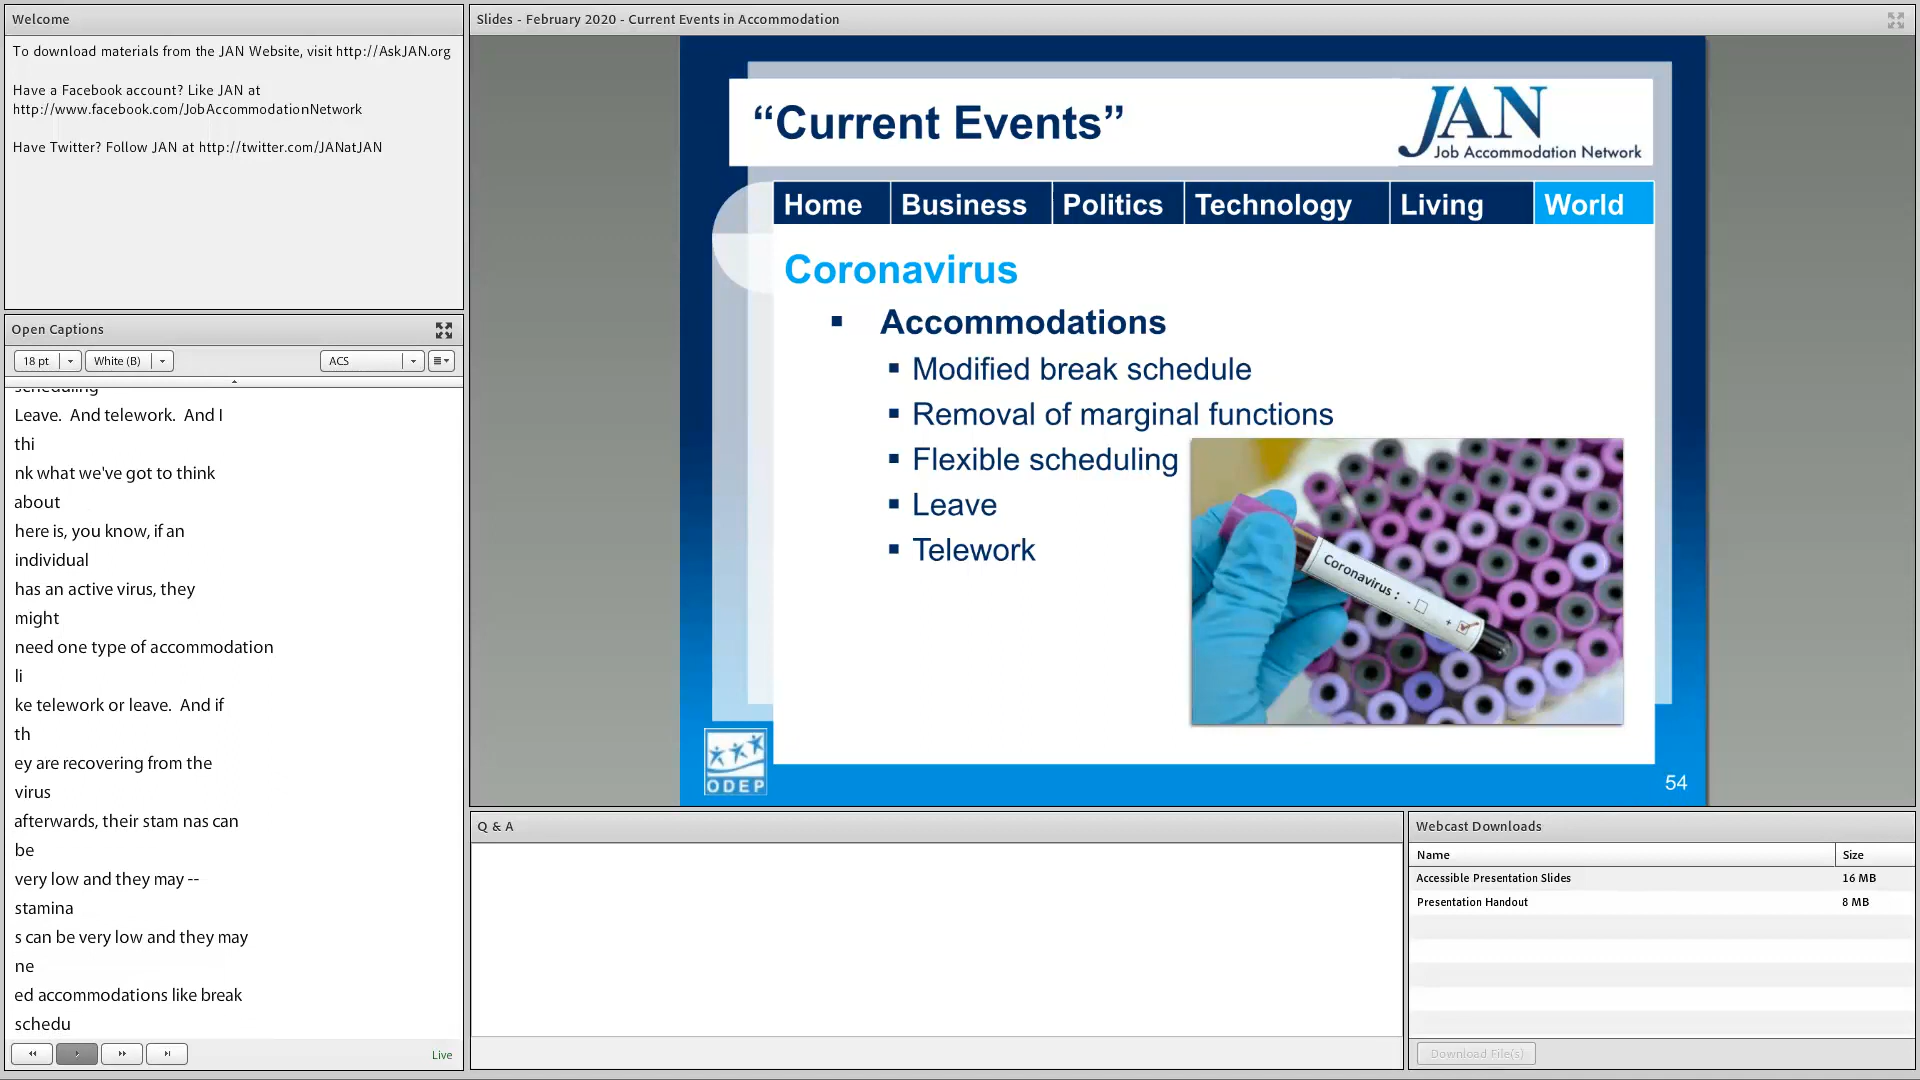 Welcome
To download materials from the JAN Website, visit http://AskJAN.org
Have a Facebook account? Like JAN at
http://www.facebook.com/JobAccommodationNetwork
Have Twitter? Follow JAN at http://twitter.com/JANatJAN
Open Captions
18 pt
White (B)
ACS
scheduling
Leave.  And telework.  And I
thi
nk what we've got to think
about
here is, you know, if an
individual
has an active virus, they
might
need one type of accommodation
li
ke telework or leave.  And if
th
ey are recovering from the
virus
afterwards, their stam nas can
be
very low and they may --
stamina
s can be very low and they may
ne
ed accommodations like break
schedu
Live
Slides - February 2020 - Current Events in Accommodation
“Current Events”
JAN
Job Accommodation Network
Home Business Politics Technology Living World
Coronavirus
▪ Accommodations
▪ Modified break schedule
▪ Removal of marginal functions
▪ Flexible scheduling
▪ Leave
▪ Telework
Coronavirus : -
+
ODEP
54
Q & A
Webcast Downloads
Name Size
Accessible Presentation Slides 16 MB
Presentation Handout 8 MB
Download File(s)